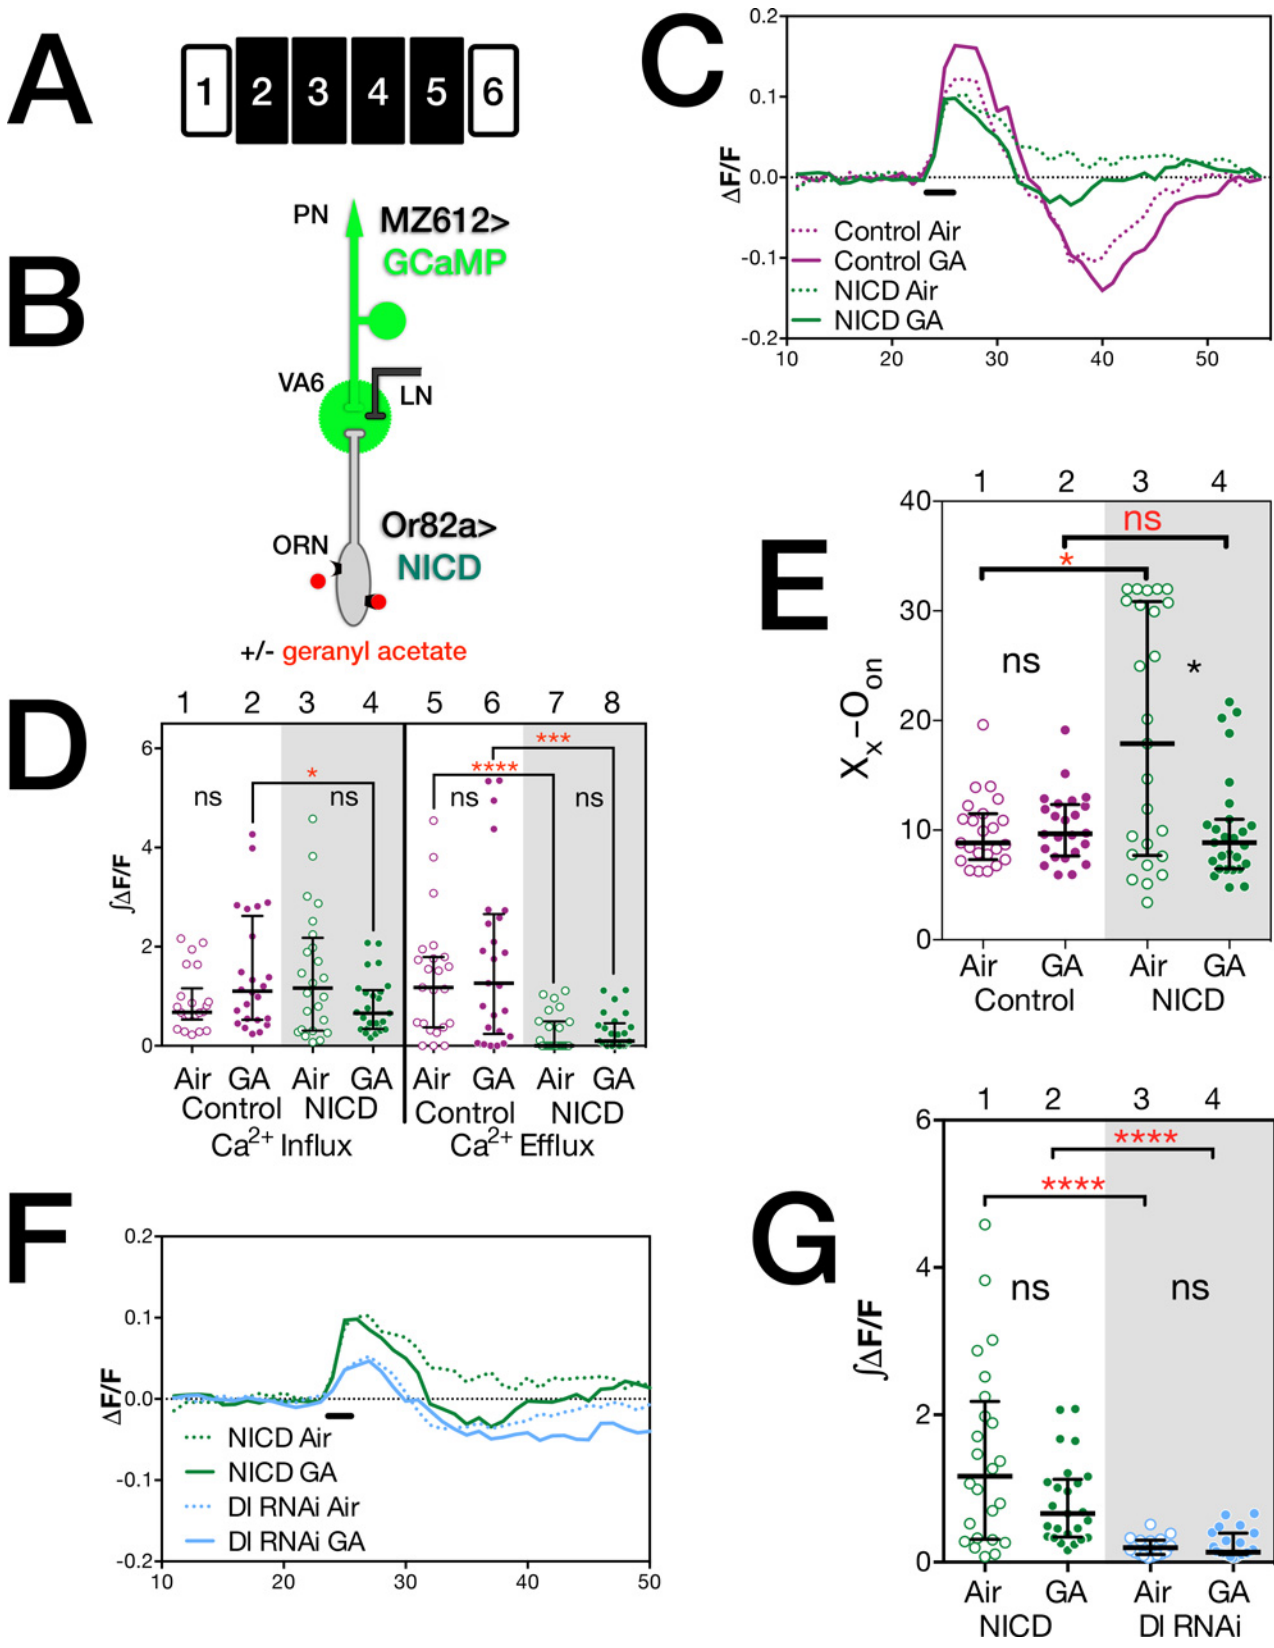 A
1 2 3 4 5 6
B
PN
MZ612>
GCaMP
VA6
LN
ORN
Or82a>
NICD
+/- geranyl acetate
C
ΔF/F
0.2
0.1
0.0
-0.1
-0.2
10 20 30 40 50
Control Air
Control GA
NICD Air
NICD GA
D
1 2 3 4 5 6 7 8
∫ΔF/F
6
4
2
0
ns * ns ns **** *** ns
Air GA Air GA Air GA Air GA
Control NICD Control NICD
Ca²⁺ Influx Ca²⁺ Efflux
E
1 2 3 4
Xₓ–Oₒₙ
40
30
20
10
0
ns
*
ns *
Air GA Air GA
Control NICD
F
ΔF/F
0.2
0.1
0.0
-0.1
-0.2
NICD Air
NICD GA
Dl RNAi Air
Dl RNAi GA
10 20 30 40 50
G
1 2 3 4
∫ΔF/F
6
4
2
0
****
****
ns ns
Air GA Air GA
NICD Dl RNAi